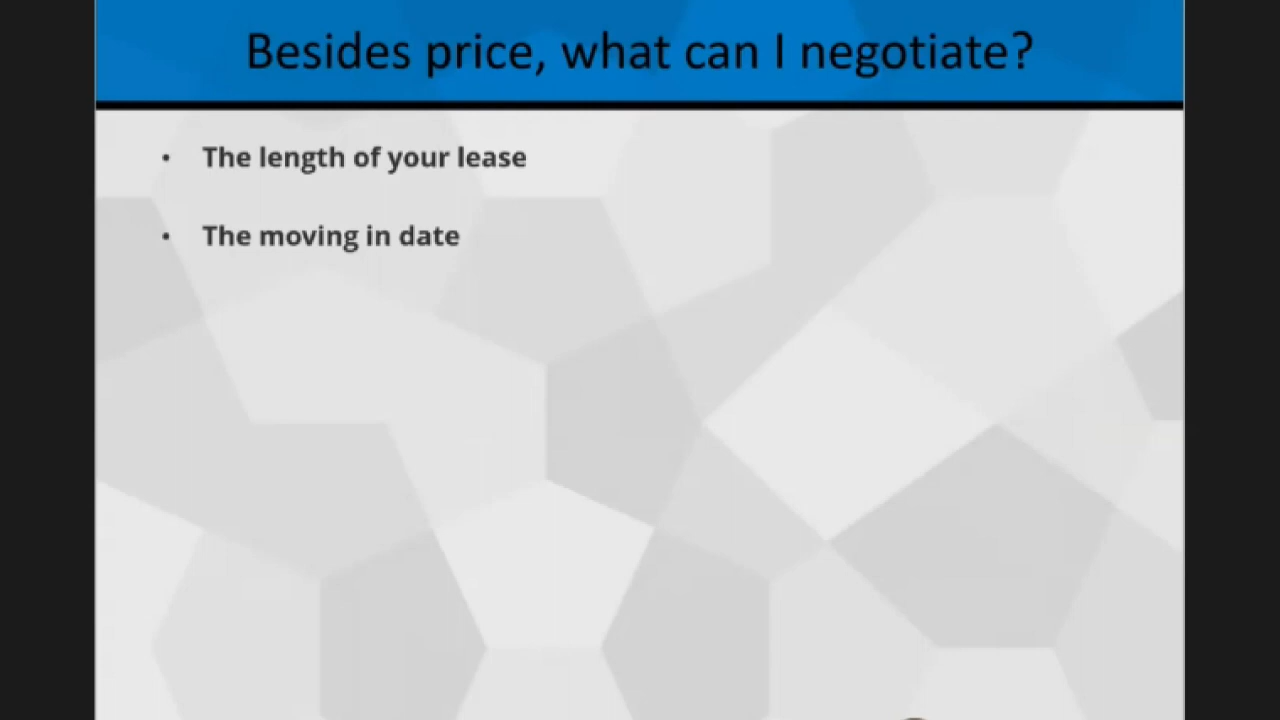 Besides price, what can I negotiate?
• The length of your lease
• The moving in date